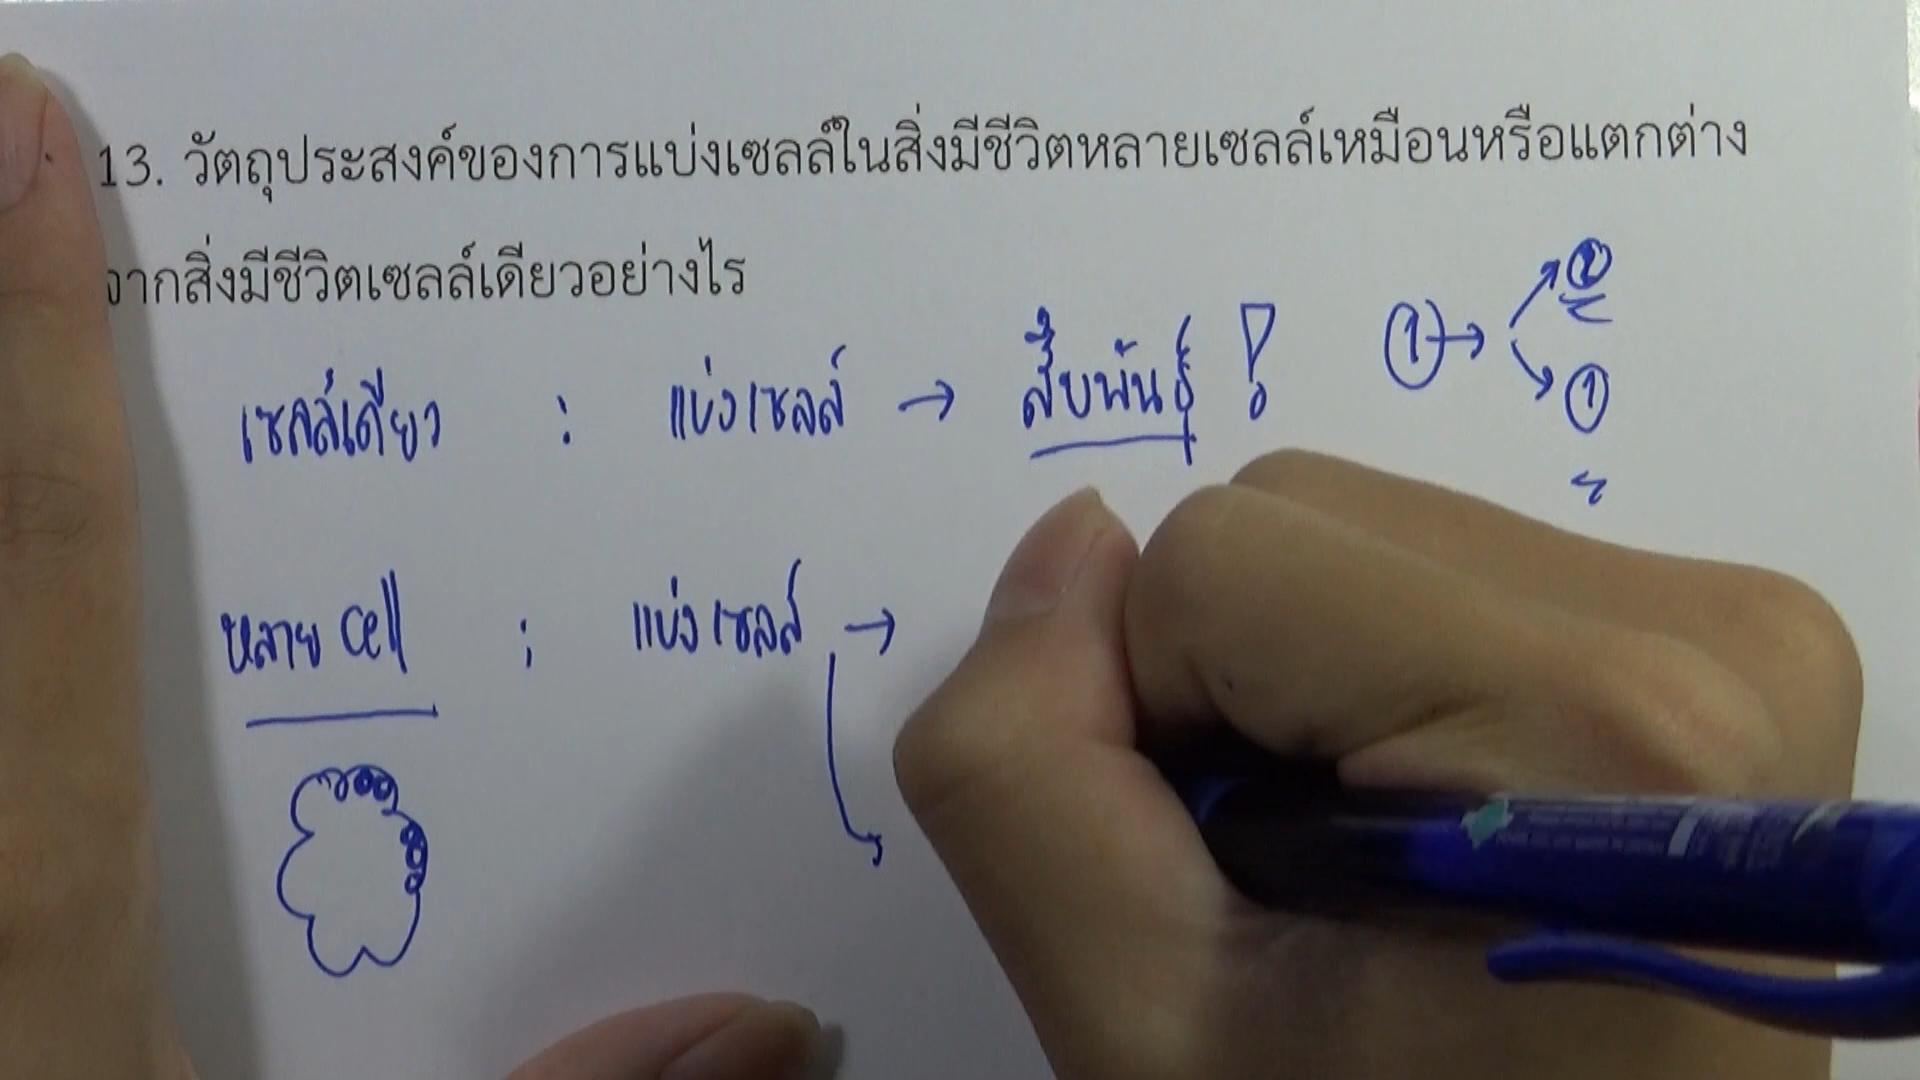 13. วัตถุประสงค์ของการแบ่งเซลล์ในสิ่งมีชีวิตหลายเซลล์เหมือนหรือแตกต่าง
จากสิ่งมีชีวิตเซลล์เดียวอย่างไร
เซลล์เดียว : แบ่งเซลล์ → สืบพันธุ์ ! ① → ①
หลาย cell : แบ่งเซลล์ →